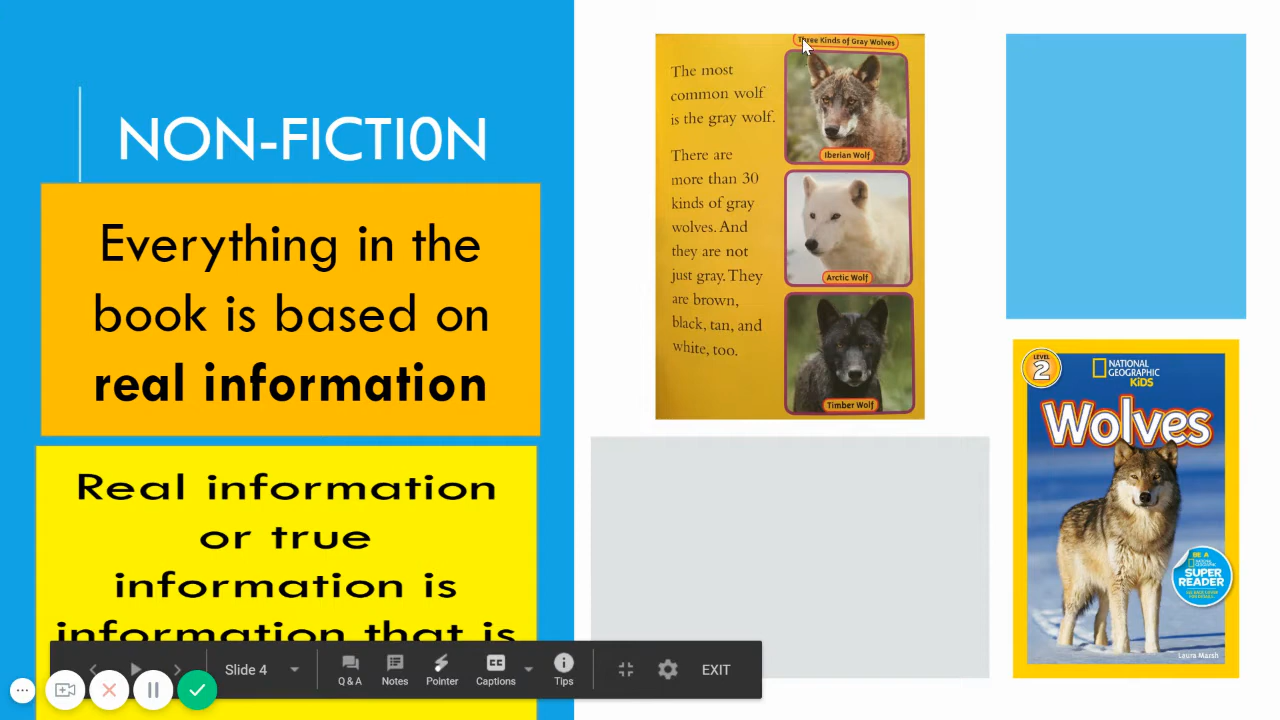 NON-FICTI0N
Everything in the
book is based on
real information
Real information
or true
information is
information that is
Three Kinds of Gray Wolves
The most
common wolf
is the gray wolf.
There are
more than 30
kinds of gray
wolves. And
they are not
just gray. They
are brown,
black, tan, and
white, too.
Iberian Wolf
Arctic Wolf
Timber Wolf
LEVEL
2
NATIONAL
GEOGRAPHIC
KiDS
Wolves
BE A
NATIONAL
GEOGRAPHIC
SUPER
READER
Laura Marsh
Slide 4
Q & A
Notes
Pointer
CC
Captions
Tips
EXIT